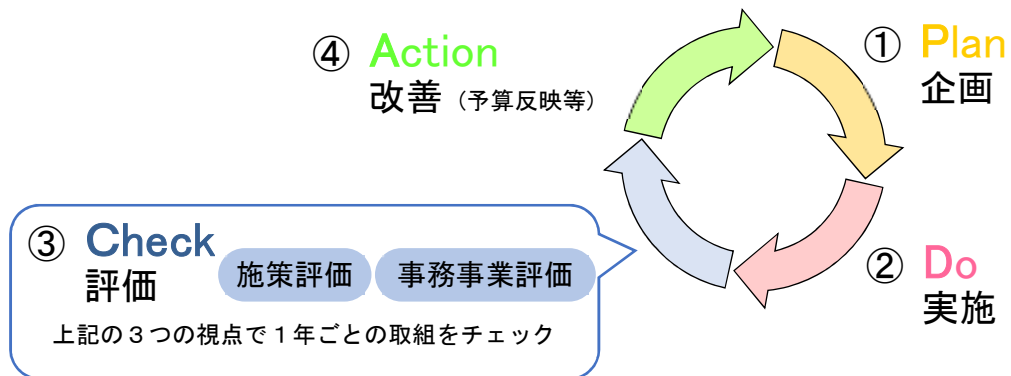 ① Plan
企画
② Do
実施
③ Check
評価
施策評価
事務事業評価
上記の３つの視点で１年ごとの取組をチェック
④ Action
改善（予算反映等）